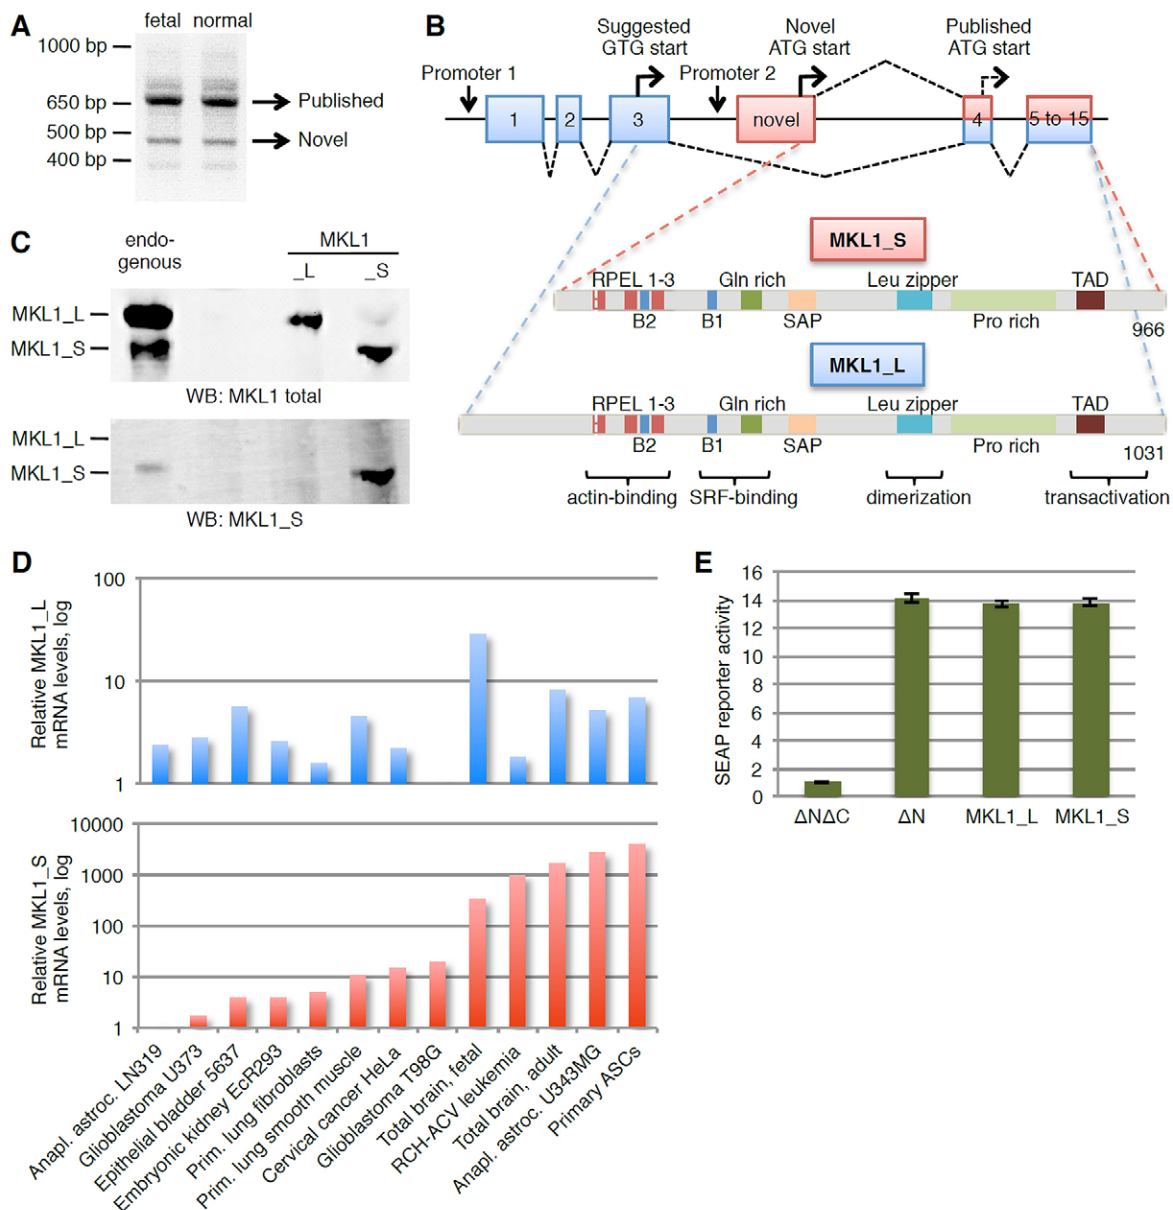 A
fetal normal
1000 bp
650 bp
500 bp
400 bp
Published
Novel
B
Suggested
GTG start
Novel
ATG start
Published
ATG start
Promoter 1
Promoter 2
1
2
3
novel
4
5 to 15
MKL1_S
RPEL 1-3
Gln rich
Leu zipper
TAD
B2
B1
SAP
Pro rich
966
MKL1_L
RPEL 1-3
Gln rich
Leu zipper
TAD
B2
B1
SAP
Pro rich
1031
actin-binding
SRF-binding
dimerization
transactivation
C
endo-
genous
MKL1
_L
_S
MKL1_L
MKL1_S
WB: MKL1 total
MKL1_L
MKL1_S
WB: MKL1_S
D
Relative MKL1_L
mRNA levels, log
100
10
1
Relative MKL1_S
mRNA levels, log
10000
1000
100
10
1
Anapl. astroc. LN319
Glioblastoma U373
Epithelial bladder 5637
Embryonic kidney EcR293
Prim. lung fibroblasts
Prim. lung smooth muscle
Cervical cancer HeLa
Glioblastoma T98G
Total brain, fetal
RCH-ACV leukemia
Total brain, adult
Anapl. astroc. U343MG
Primary ASCs
E
SEAP reporter activity
16
14
12
10
8
6
4
2
0
ΔNΔC
ΔN
MKL1_L
MKL1_S